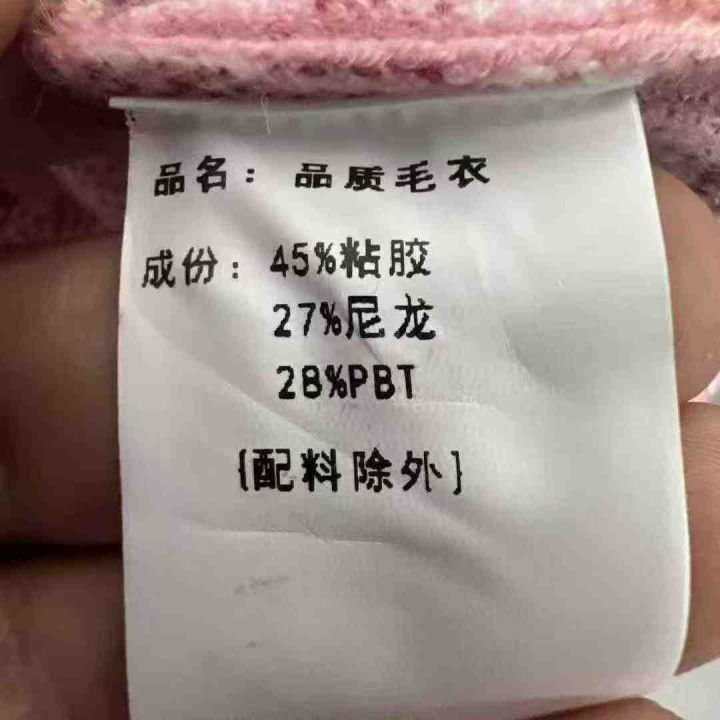 品名：品质毛衣
成份：45%粘胶
27%尼龙
28%PBT
{配料除外}